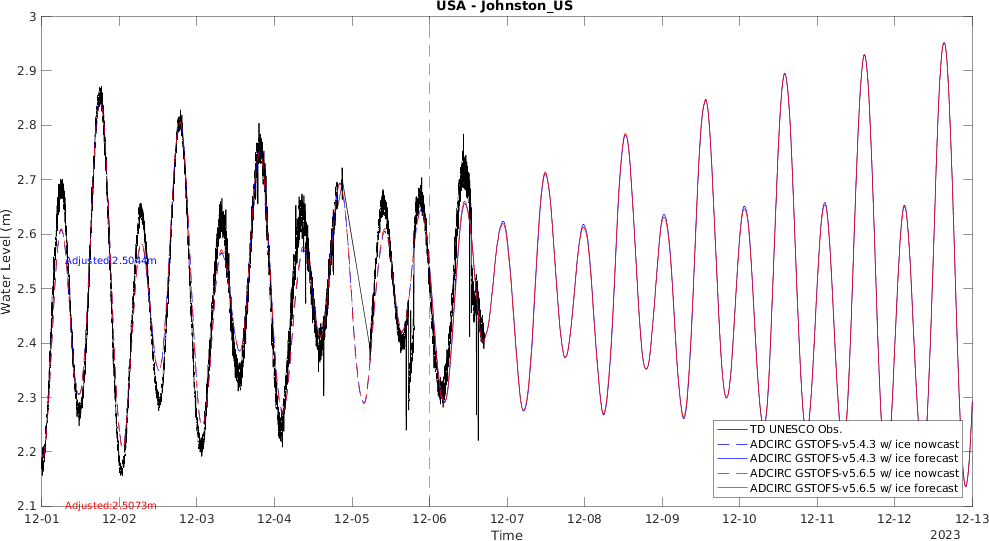 USA - Johnston_US
3
2.9
2.8
2.7
2.6
2.5
2.4
2.3
2.2
2.1
Water Level (m)
Adjusted:2.5044m
Adjusted:2.5073m
TD UNESCO Obs.
ADCIRC GSTOFS-v5.4.3 w/ ice nowcast
ADCIRC GSTOFS-v5.4.3 w/ ice forecast
ADCIRC GSTOFS-v5.6.5 w/ ice nowcast
ADCIRC GSTOFS-v5.6.5 w/ ice forecast
12-01 12-02 12-03 12-04 12-05 12-06 12-07 12-08 12-09 12-10 12-11 12-12 12-13
Time
2023